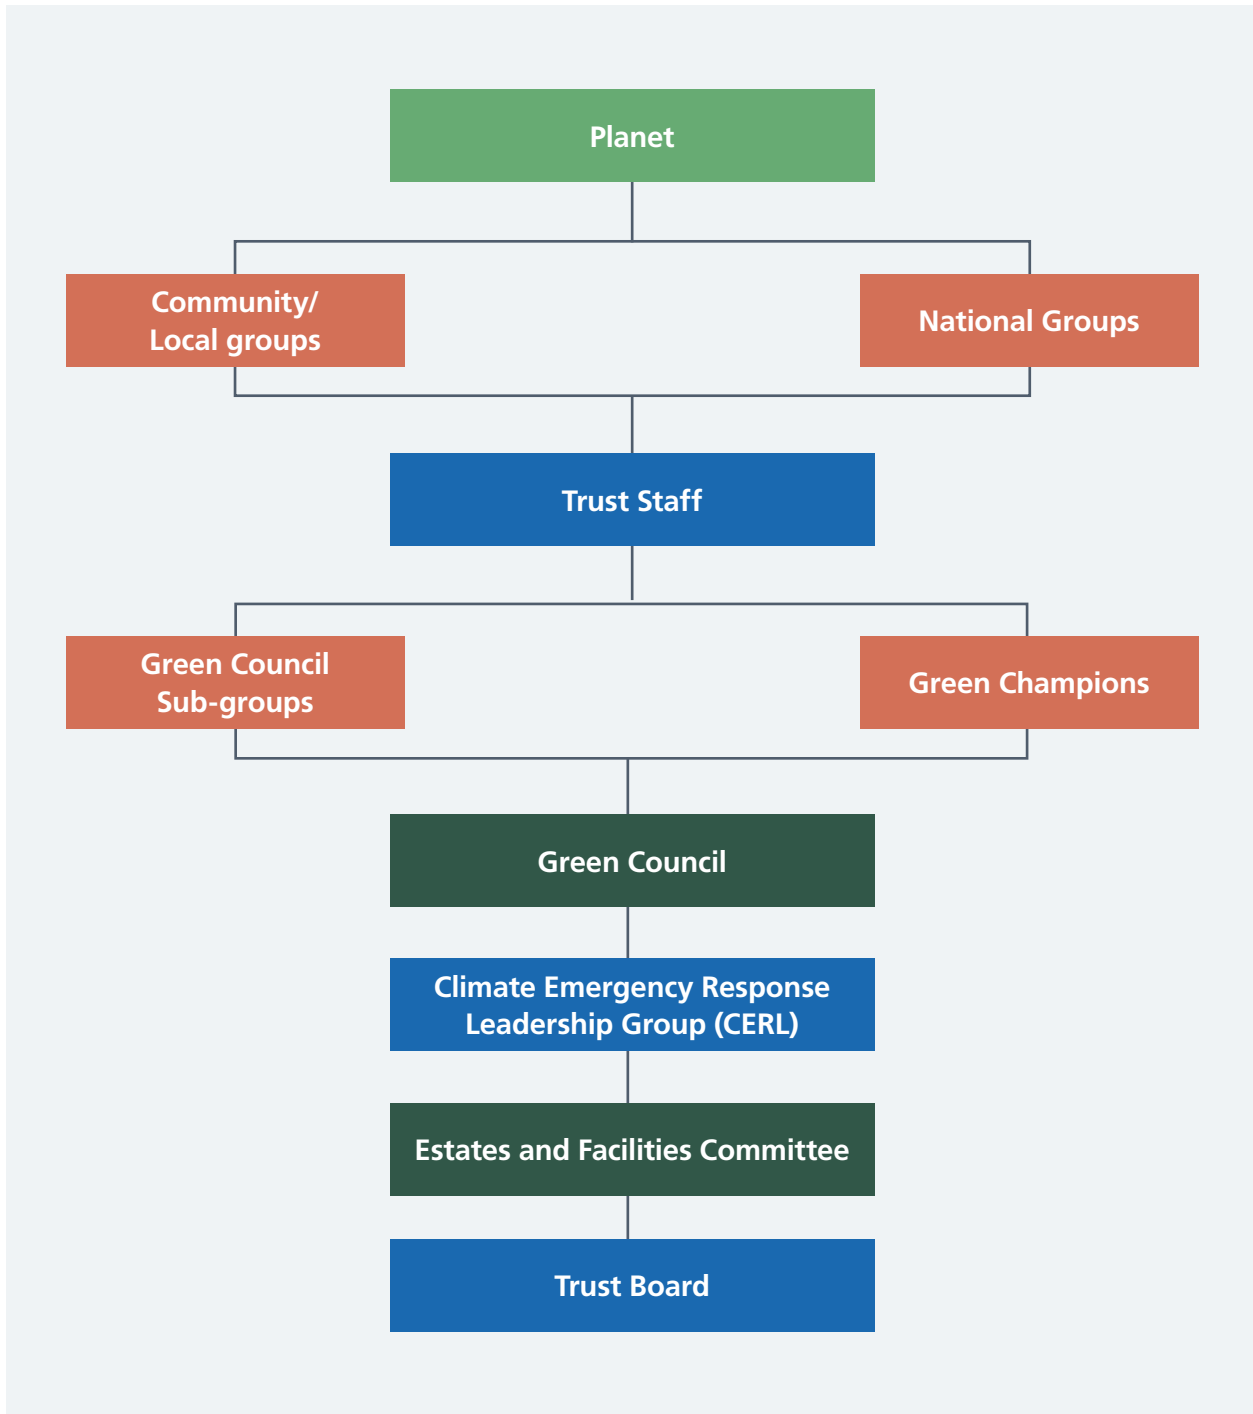 Planet
Community/
Local groups
National Groups
Trust Staff
Green Council
Sub-groups
Green Champions
Green Council
Climate Emergency Response
Leadership Group (CERL)
Estates and Facilities Committee
Trust Board